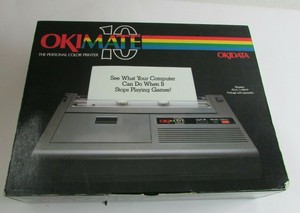 OKIMATE 10
THE PERSONAL COLOR PRINTER
OKIDATA
See What Your Computer
Can Do When It
Stops Playing Games!